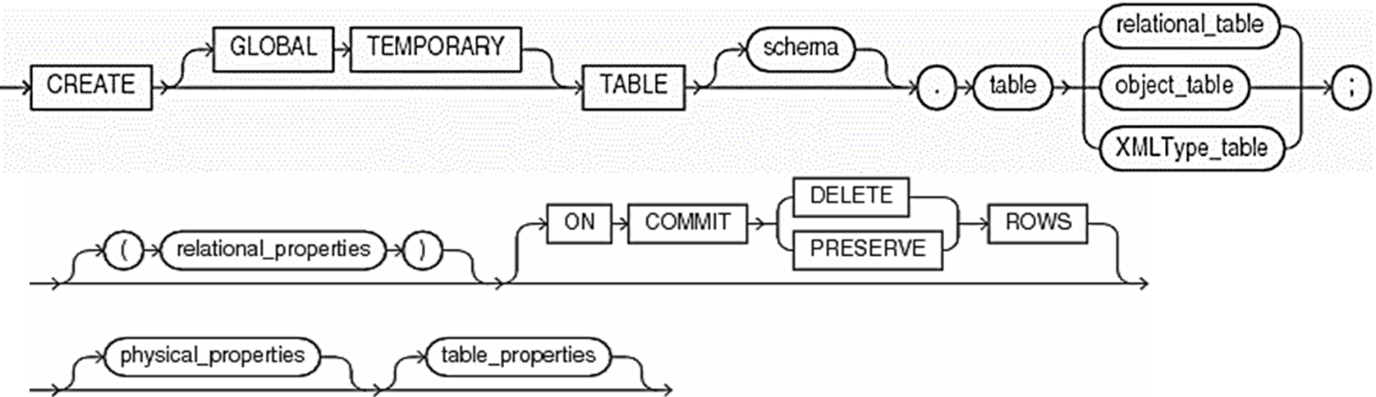 CREATE GLOBAL TEMPORARY TABLE schema . table relational_table ;
object_table
XMLType_table
( relational_properties ) ON COMMIT DELETE ROWS
PRESERVE
physical_properties table_properties